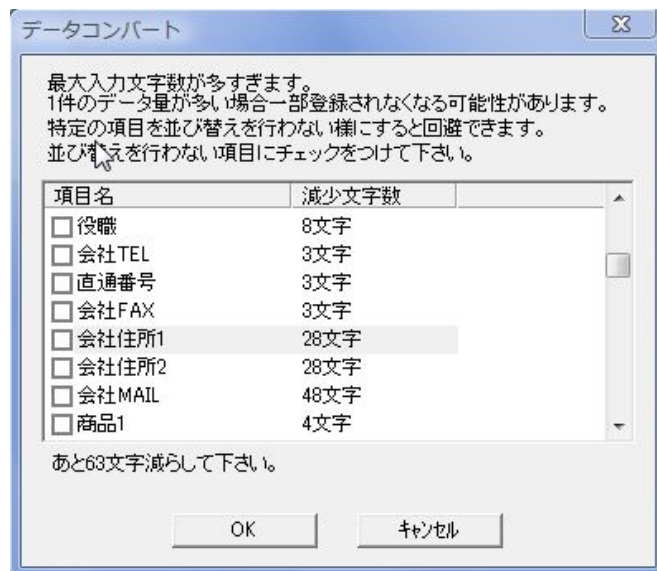 データコンバート
最大入力文字数が多すぎます。
1件のデータ量が多い場合一部登録されなくなる可能性があります。
特定の項目を並び替えを行わない様にすると回避できます。
並び替えを行わない項目にチェックをつけて下さい。
項目名 減少文字数
役職 8文字
会社TEL 3文字
直通番号 3文字
会社FAX 3文字
会社住所1 28文字
会社住所2 28文字
会社MAIL 48文字
商品1 4文字
あと63文字減らして下さい。
OK ｷｬﾝｾﾙ